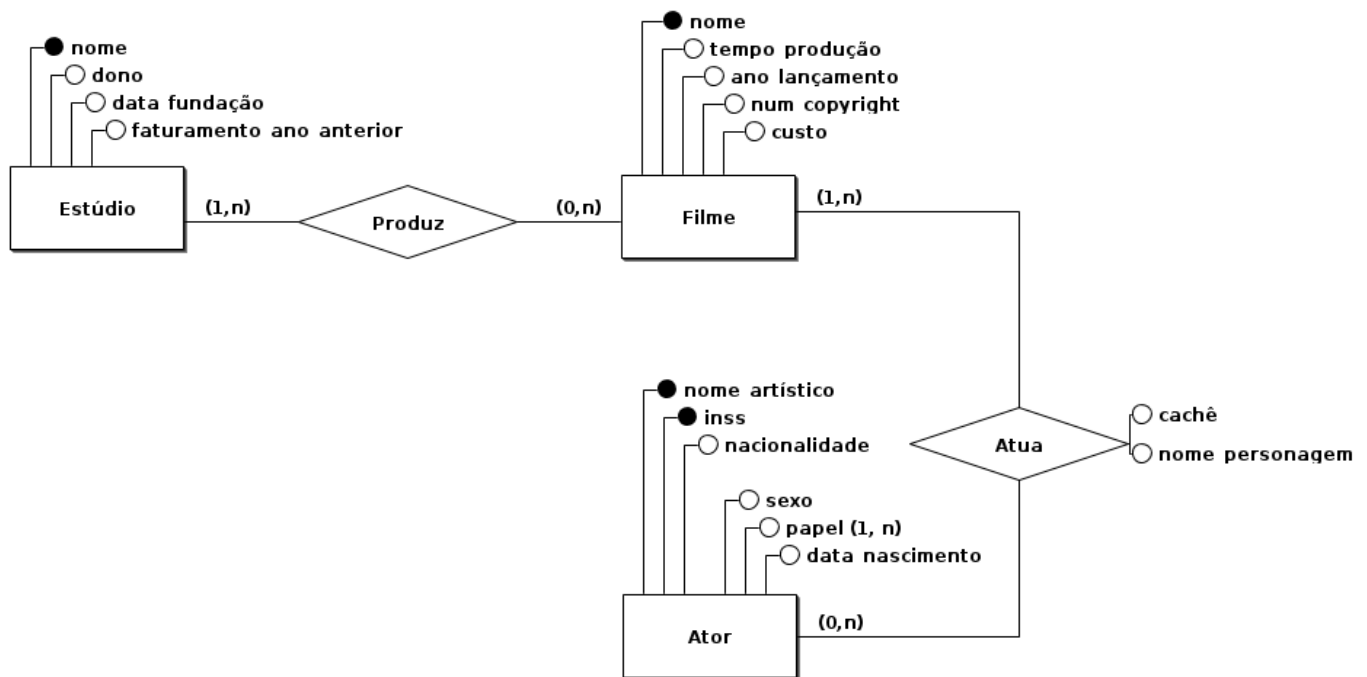 nome
dono
data fundação
faturamento ano anterior
Estúdio
(1,n)
Produz
(0,n)
nome
tempo produção
ano lançamento
num copyright
custo
Filme
(1,n)
cachê
nome personagem
Atua
nome artístico
inss
nacionalidade
sexo
papel (1, n)
data nascimento
Ator
(0,n)